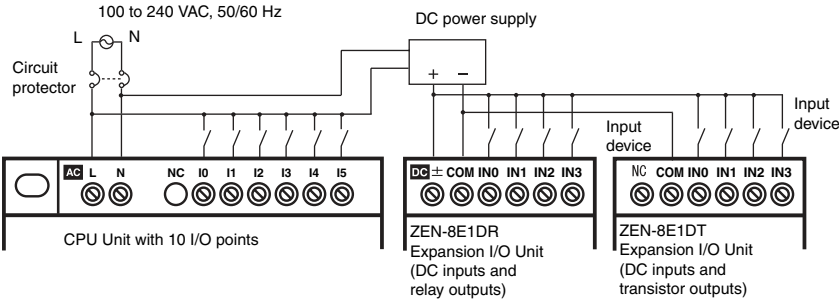 100 to 240 VAC, 50/60 Hz
DC power supply
L N
Circuit
protector
+ −
Input
device
Input
device
AC L N NC I0 I1 I2 I3 I4 I5
DC ± COM IN0 IN1 IN2 IN3
NC COM IN0 IN1 IN2 IN3
CPU Unit with 10 I/O points
ZEN-8E1DR
Expansion I/O Unit
(DC inputs and
relay outputs)
ZEN-8E1DT
Expansion I/O Unit
(DC inputs and
transistor outputs)